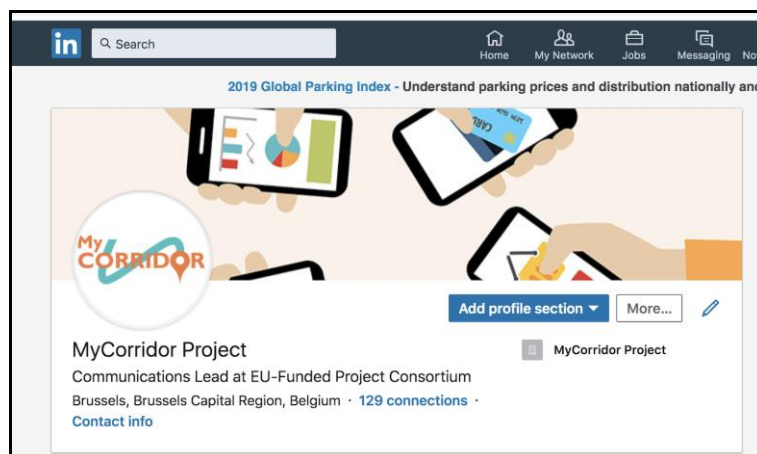 in Search
Home My Network Jobs Messaging
2019 Global Parking Index - Understand parking prices and distribution nationally and
CARD
My
CORRIDOR
Add profile section More...
MyCorridor Project
MyCorridor Project
Communications Lead at EU-Funded Project Consortium
Brussels, Brussels Capital Region, Belgium · 129 connections ·
Contact info